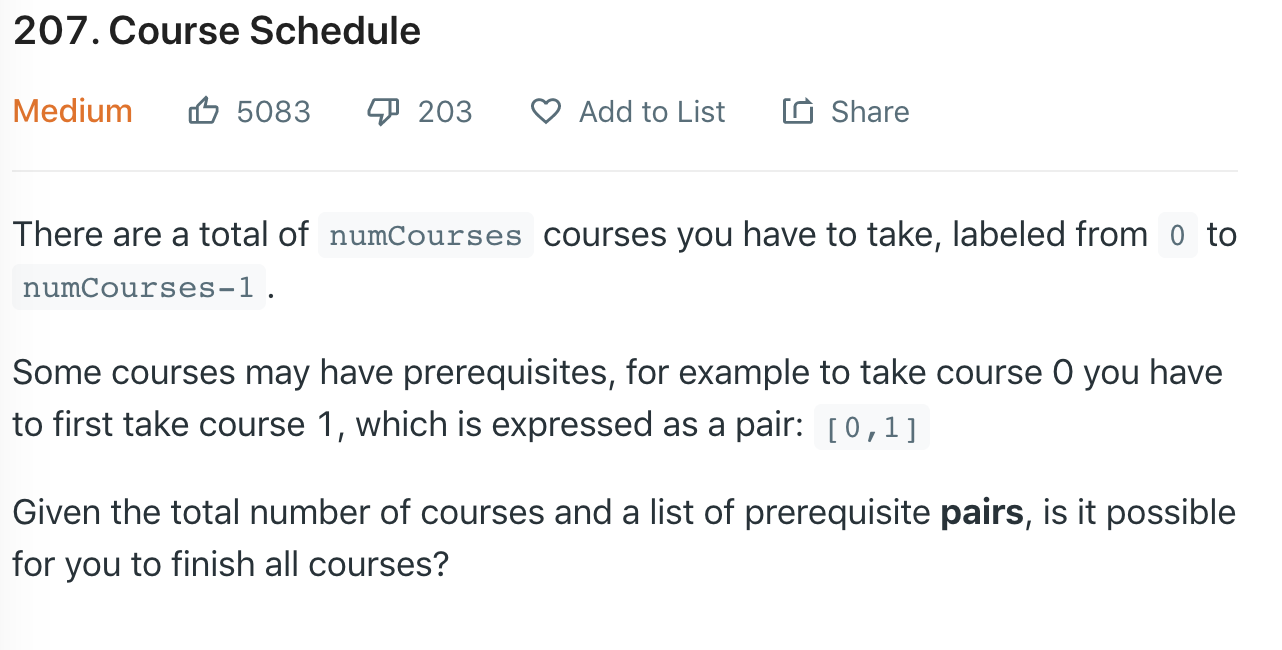 207. Course Schedule
Medium 5083 203 Add to List Share
There are a total of numCourses courses you have to take, labeled from 0 to
numCourses-1 .
Some courses may have prerequisites, for example to take course 0 you have
to first take course 1, which is expressed as a pair: [0,1]
Given the total number of courses and a list of prerequisite pairs, is it possible
for you to finish all courses?